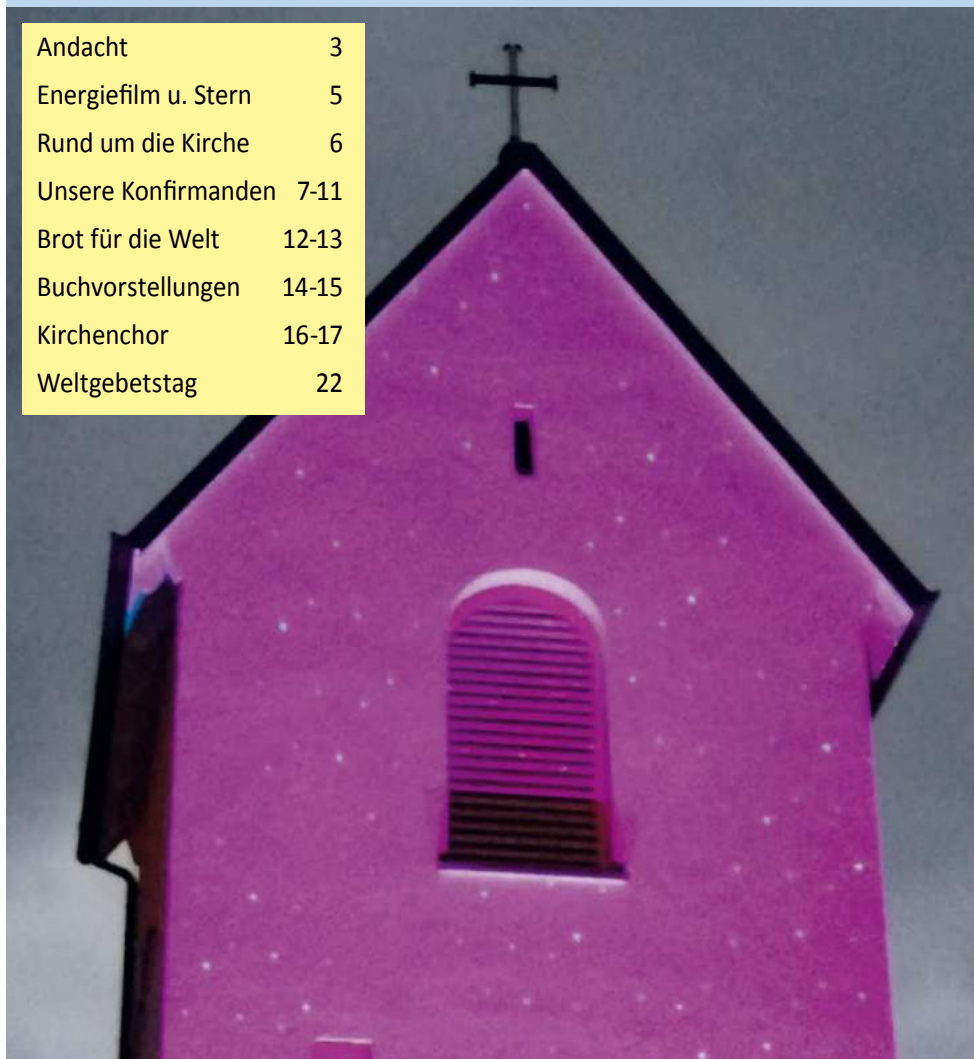 Andacht 3
Energiefilm u. Stern 5
Rund um die Kirche 6
Unsere Konfirmanden 7-11
Brot für die Welt 12-13
Buchvorstellungen 14-15
Kirchenchor 16-17
Weltgebetstag 22